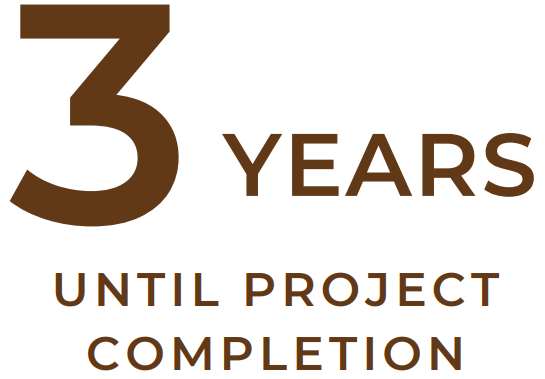 3 YEARS
UNTIL PROJECT
COMPLETION